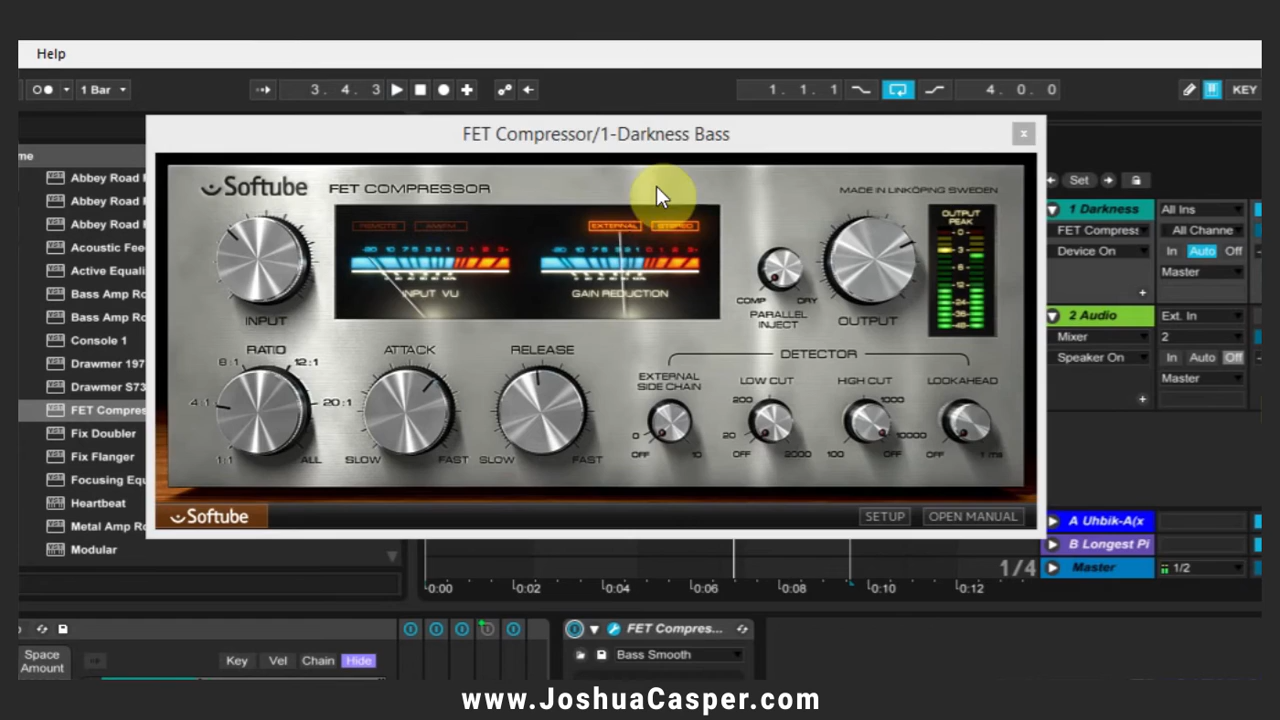 Help
1 Bar
3. 4. 3
1. 1. 1
4. 0. 0
KEY
FET Compressor/1-Darkness Bass
x
me
Abbey Road
Abbey Road
Abbey Road
Acoustic Fee
Active Equali
Bass Amp Ro
Bass Amp Ro
Console 1
Drawmer 197
Drawmer S73
FET Compres
Fix Doubler
Fix Flanger
Focusing Equ
Heartbeat
Metal Amp Ro
Modular
Softube
FET COMPRESSOR
MADE IN LINKÖPING SWEDEN
REMOTE
EXTERNAL
STEREO
INPUT VU
GAIN REDUCTION
INPUT
COMP
DRY
PARALLEL
INJECT
OUTPUT
OUTPUT
PEAK
RATIO
1:1
4:1
8:1
12:1
20:1
ALL
ATTACK
SLOW
FAST
RELEASE
SLOW
FAST
DETECTOR
EXTERNAL
SIDE CHAIN
0
OFF
10
LOW CUT
200
20
OFF
2000
HIGH CUT
1000
10000
100
OFF
LOOKAHEAD
OFF
1 ms
Softube
SETUP
OPEN MANUAL
Set
1 Darkness
All Ins
FET Compress
All Channe
Device On
In
Auto
Off
Master
2 Audio
Ext. In
Mixer
2
Speaker On
In
Auto
Off
Master
A Uhbik-A(x
B Longest Pi
Master
1/2
1/4
0:00
0:02
0:04
0:06
0:08
0:10
0:12
Space
Amount
Key
Vel
Chain
Hide
FET Compres...
Bass Smooth
www.JoshuaCasper.com